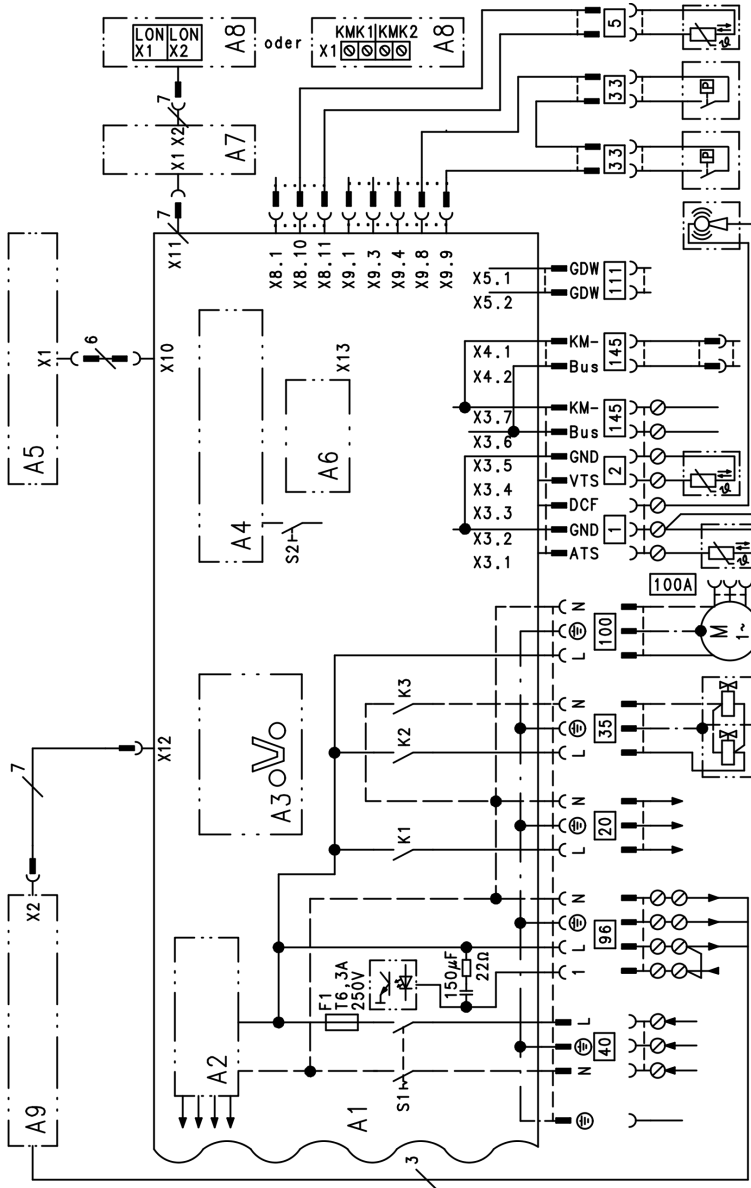 LON LON
X1 X2
A8
oder
KMK1 KMK2
X1
A8
5
7
33
X1 X2
A7
33
7
X11
X8.1
X8.10
X8.11
X9.1
X9.3
X9.4
X9.8
X9.9
P
P
A5
X1
6
X10
X5.1
X5.2
GDW
GDW
111
X13
X4.1
X4.2
KM-
Bus
145
A6
A4
S2
X3.7
X3.6
X3.5
X3.4
X3.3
X3.2
X3.1
KM-
Bus
GND
VTS
DCF
GND
ATS
145
2
1
ϑ
ϑ
ϑ
100A
M
1~
X12
7
A3
K3
K2
K1
N
L
100
N
L
35
N
L
20
X2
A9
A2
F1
T6,3A
250V
150µF
22Ω
N
L
1
96
S1
A1
L
N
40
3